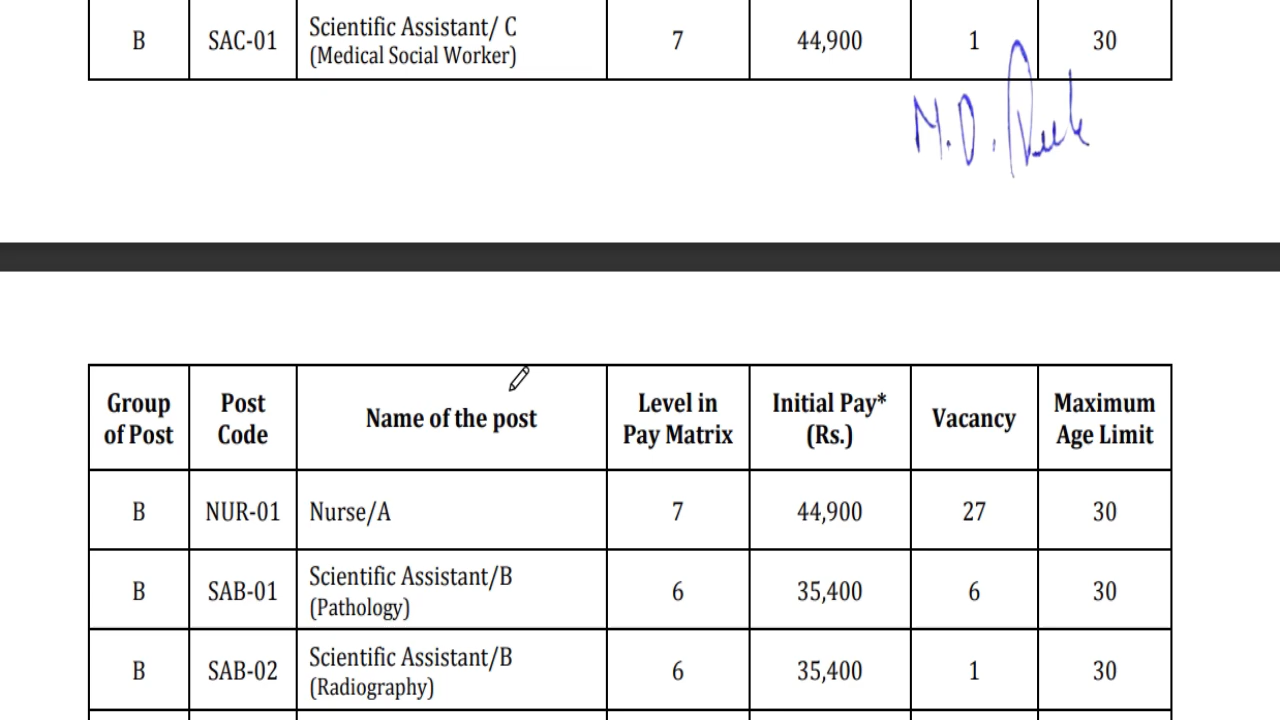 B SAC-01 Scientific Assistant/ C (Medical Social Worker) 7 44,900 1 30
M.D.
Group of Post Post Code Name of the post Level in Pay Matrix Initial Pay* (Rs.) Vacancy Maximum Age Limit
B NUR-01 Nurse/A 7 44,900 27 30
B SAB-01 Scientific Assistant/B (Pathology) 6 35,400 6 30
B SAB-02 Scientific Assistant/B (Radiography) 6 35,400 1 30